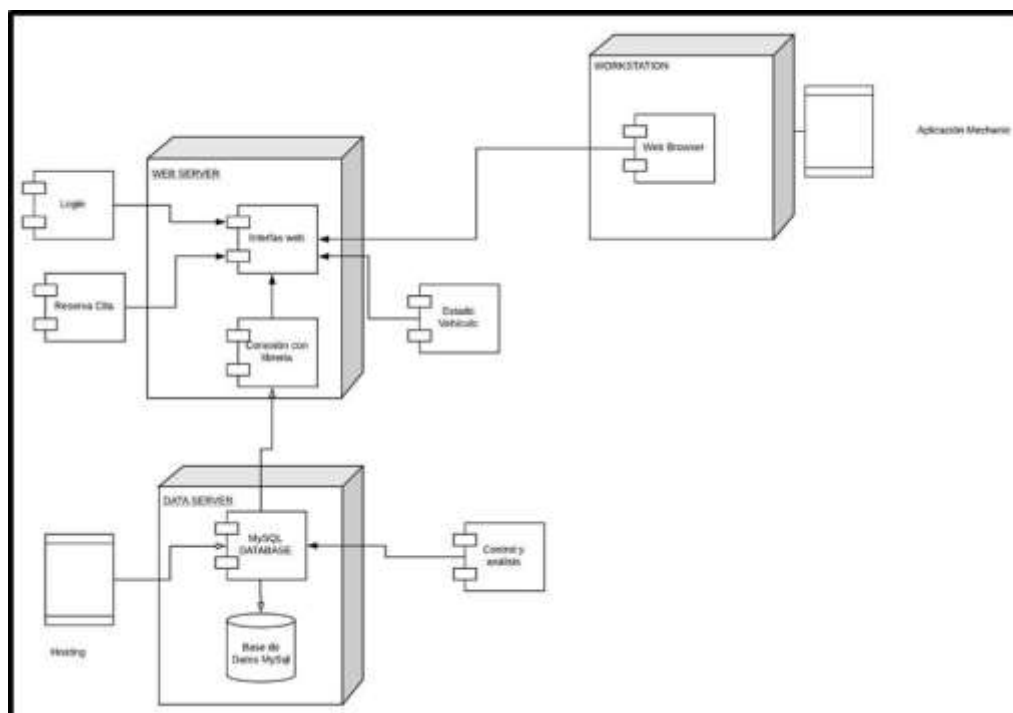 WORKSTATION
Web Browser
Aplicación Mechanic
WEB SERVER
Login
Interfas web
Reserva Cita
Estado
Vehículo
Conexión con
libreria
DATA SERVER
MySQL
DATABASE
Control y
análisis
Hosting
Base de
Datos MySql